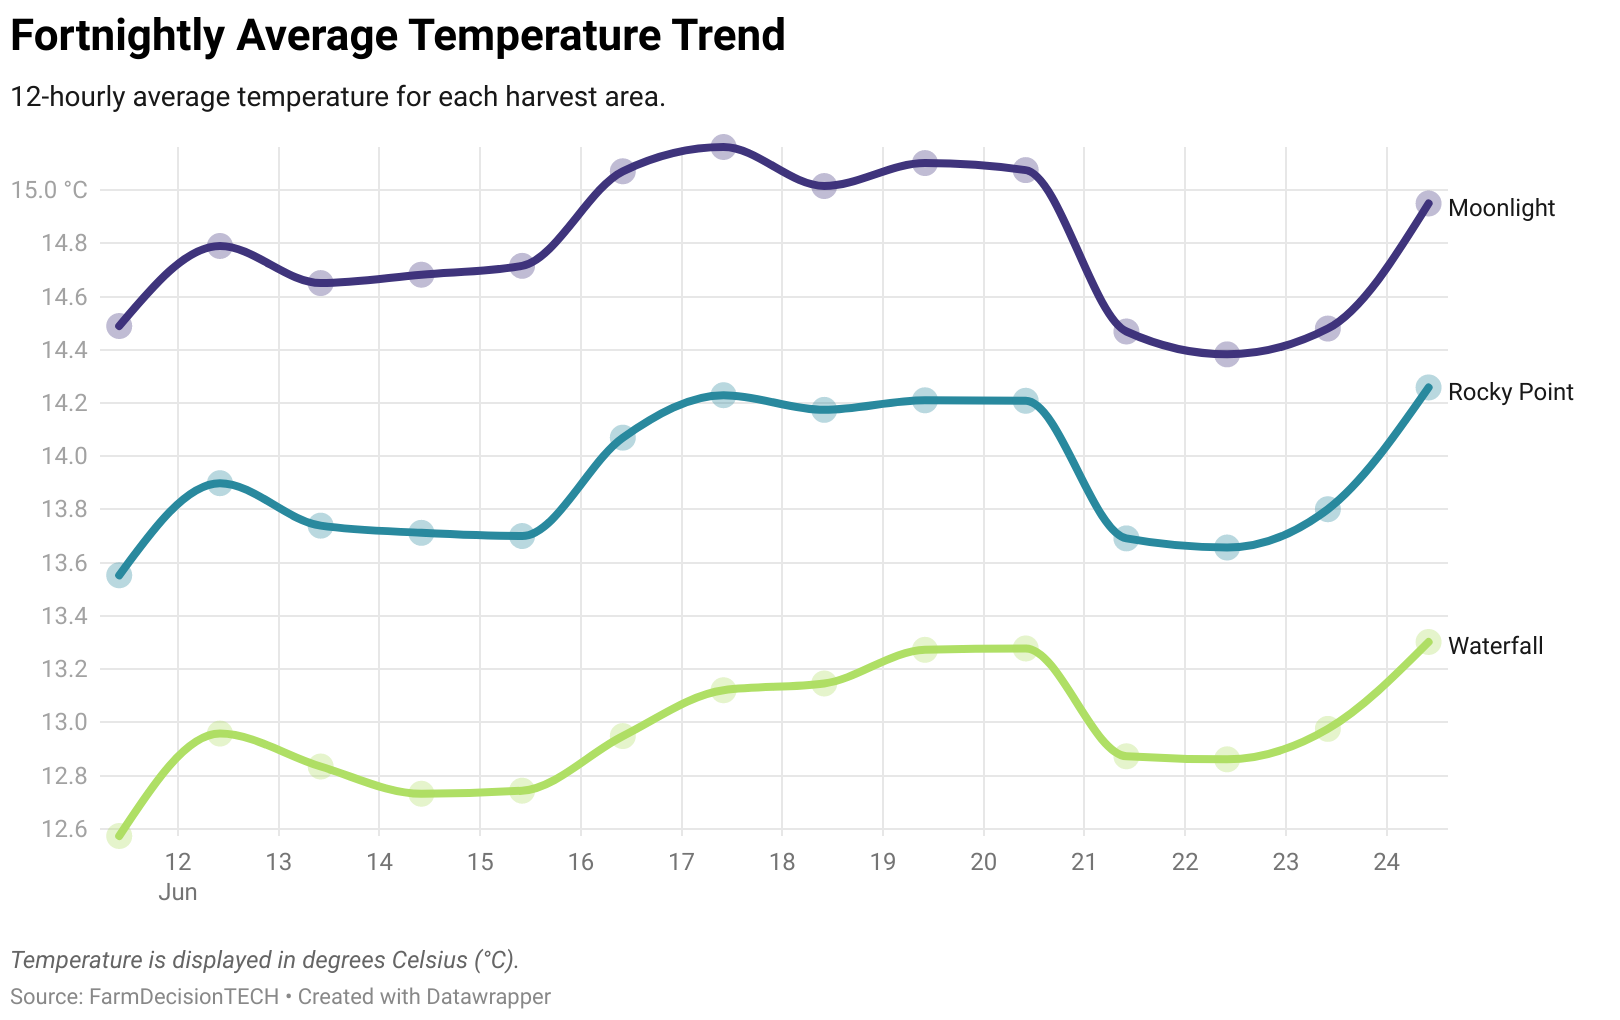 Fortnightly Average Temperature Trend
12-hourly average temperature for each harvest area.
15.0 °C
14.8
14.6
14.4
14.2
14.0
13.8
13.6
13.4
13.2
13.0
12.8
12.6
Moonlight
Rocky Point
Waterfall
12 13 14 15 16 17 18 19 20 21 22 23 24
Jun
Temperature is displayed in degrees Celsius (°C).
Source: FarmDecisionTECH • Created with Datawrapper